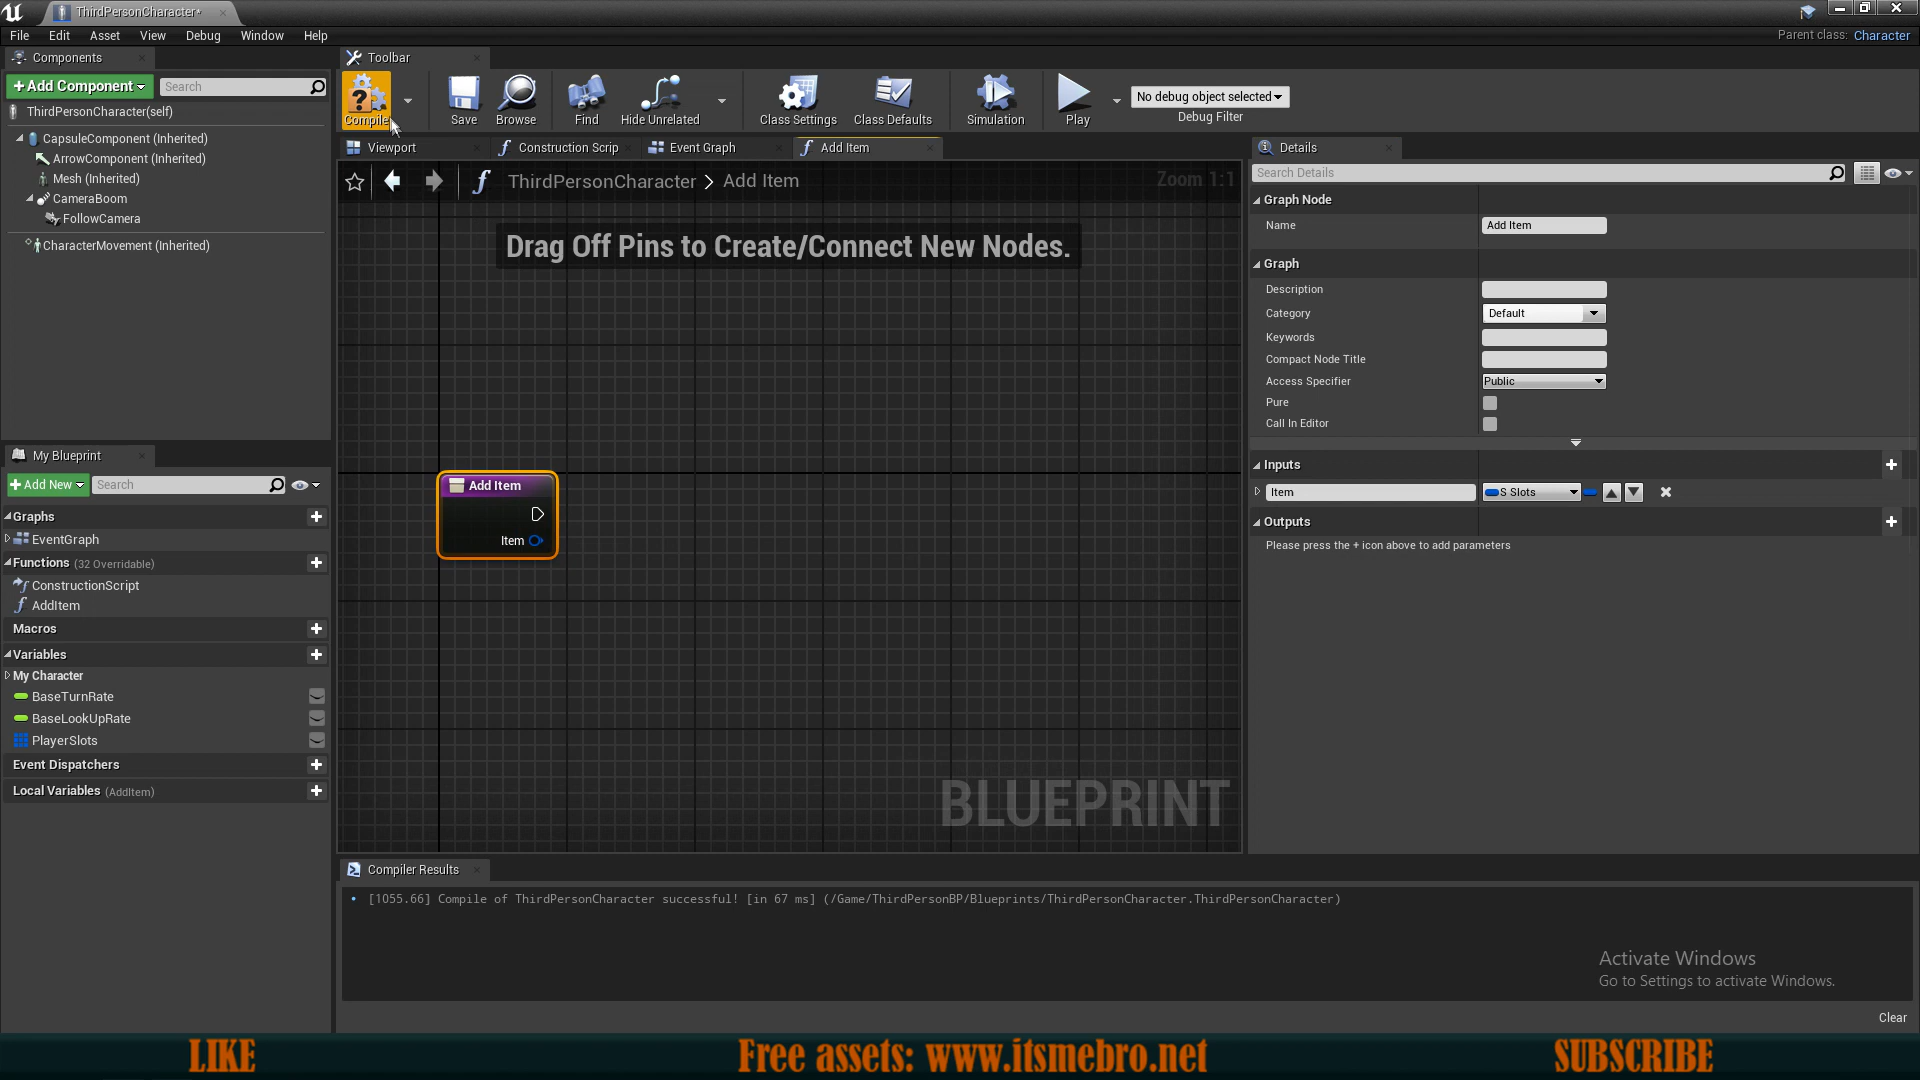 ThirdPersonCharacter*
File Edit Asset View Debug Window Help
Parent class: Character
Components
+Add Component
Search
ThirdPersonCharacter(self)
CapsuleComponent (Inherited)
ArrowComponent (Inherited)
Mesh (Inherited)
CameraBoom
FollowCamera
CharacterMovement (Inherited)
My Blueprint
+Add New
Search
Graphs
EventGraph
Functions (32 Overridable)
ConstructionScript
AddItem
Macros
Variables
My Character
BaseTurnRate
BaseLookUpRate
PlayerSlots
Event Dispatchers
Local Variables (AddItem)
Toolbar
Compile
Save
Browse
Find
Hide Unrelated
Class Settings
Class Defaults
Simulation
Play
No debug object selected
Debug Filter
Viewport
Construction Scrip
Event Graph
Add Item
ThirdPersonCharacter > Add Item
Zoom 1:1
Drag Off Pins to Create/Connect New Nodes.
Add Item
Item
BLUEPRINT
Details
Search Details
Graph Node
Name Add Item
Graph
Description
Category Default
Keywords
Compact Node Title
Access Specifier Public
Pure
Call In Editor
Inputs
Item S Slots
Outputs
Please press the + icon above to add parameters
Compiler Results
[1055.66] Compile of ThirdPersonCharacter successful! [in 67 ms] (/Game/ThirdPersonBP/Blueprints/ThirdPersonCharacter.ThirdPersonCharacter)
Activate Windows
Go to Settings to activate Windows.
Clear
LIKE
Free assets: www.itsmebro.net
SUBSCRIBE